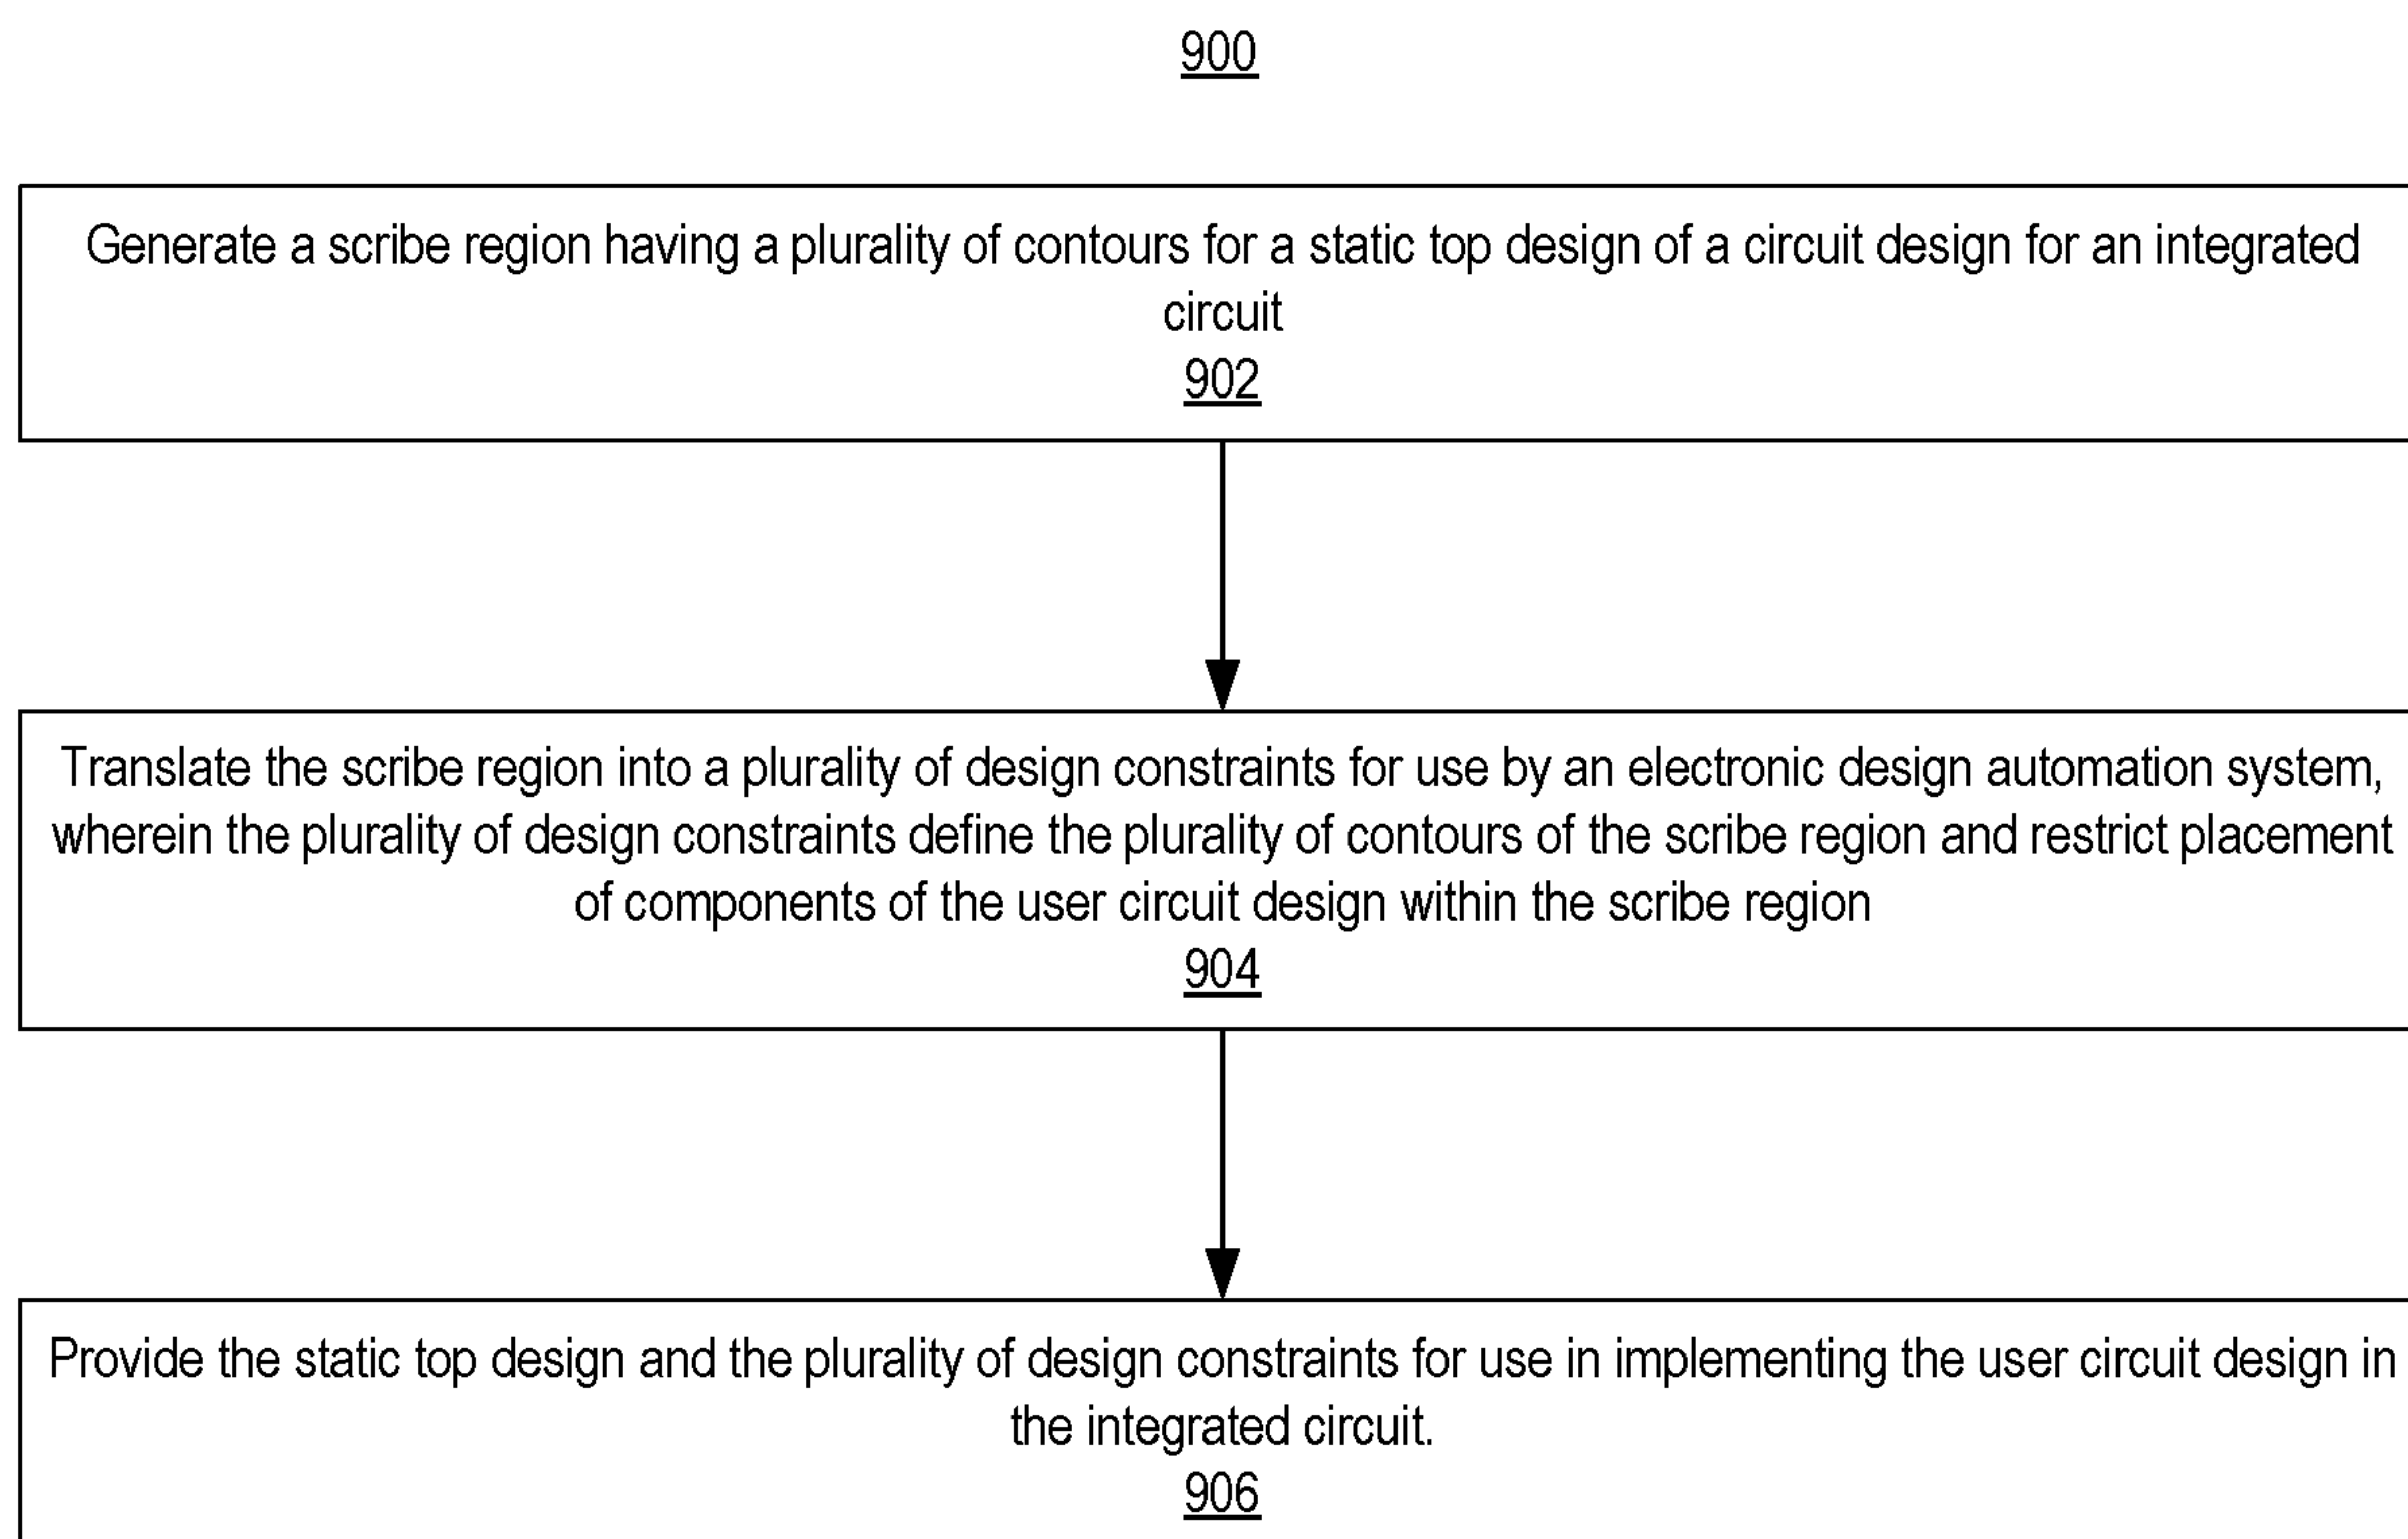 900
Generate a scribe region having a plurality of contours for a static top design of a circuit design for an integrated
circuit
902
Translate the scribe region into a plurality of design constraints for use by an electronic design automation system,
wherein the plurality of design constraints define the plurality of contours of the scribe region and restrict placement
of components of the user circuit design within the scribe region
904
Provide the static top design and the plurality of design constraints for use in implementing the user circuit design in
the integrated circuit.
906